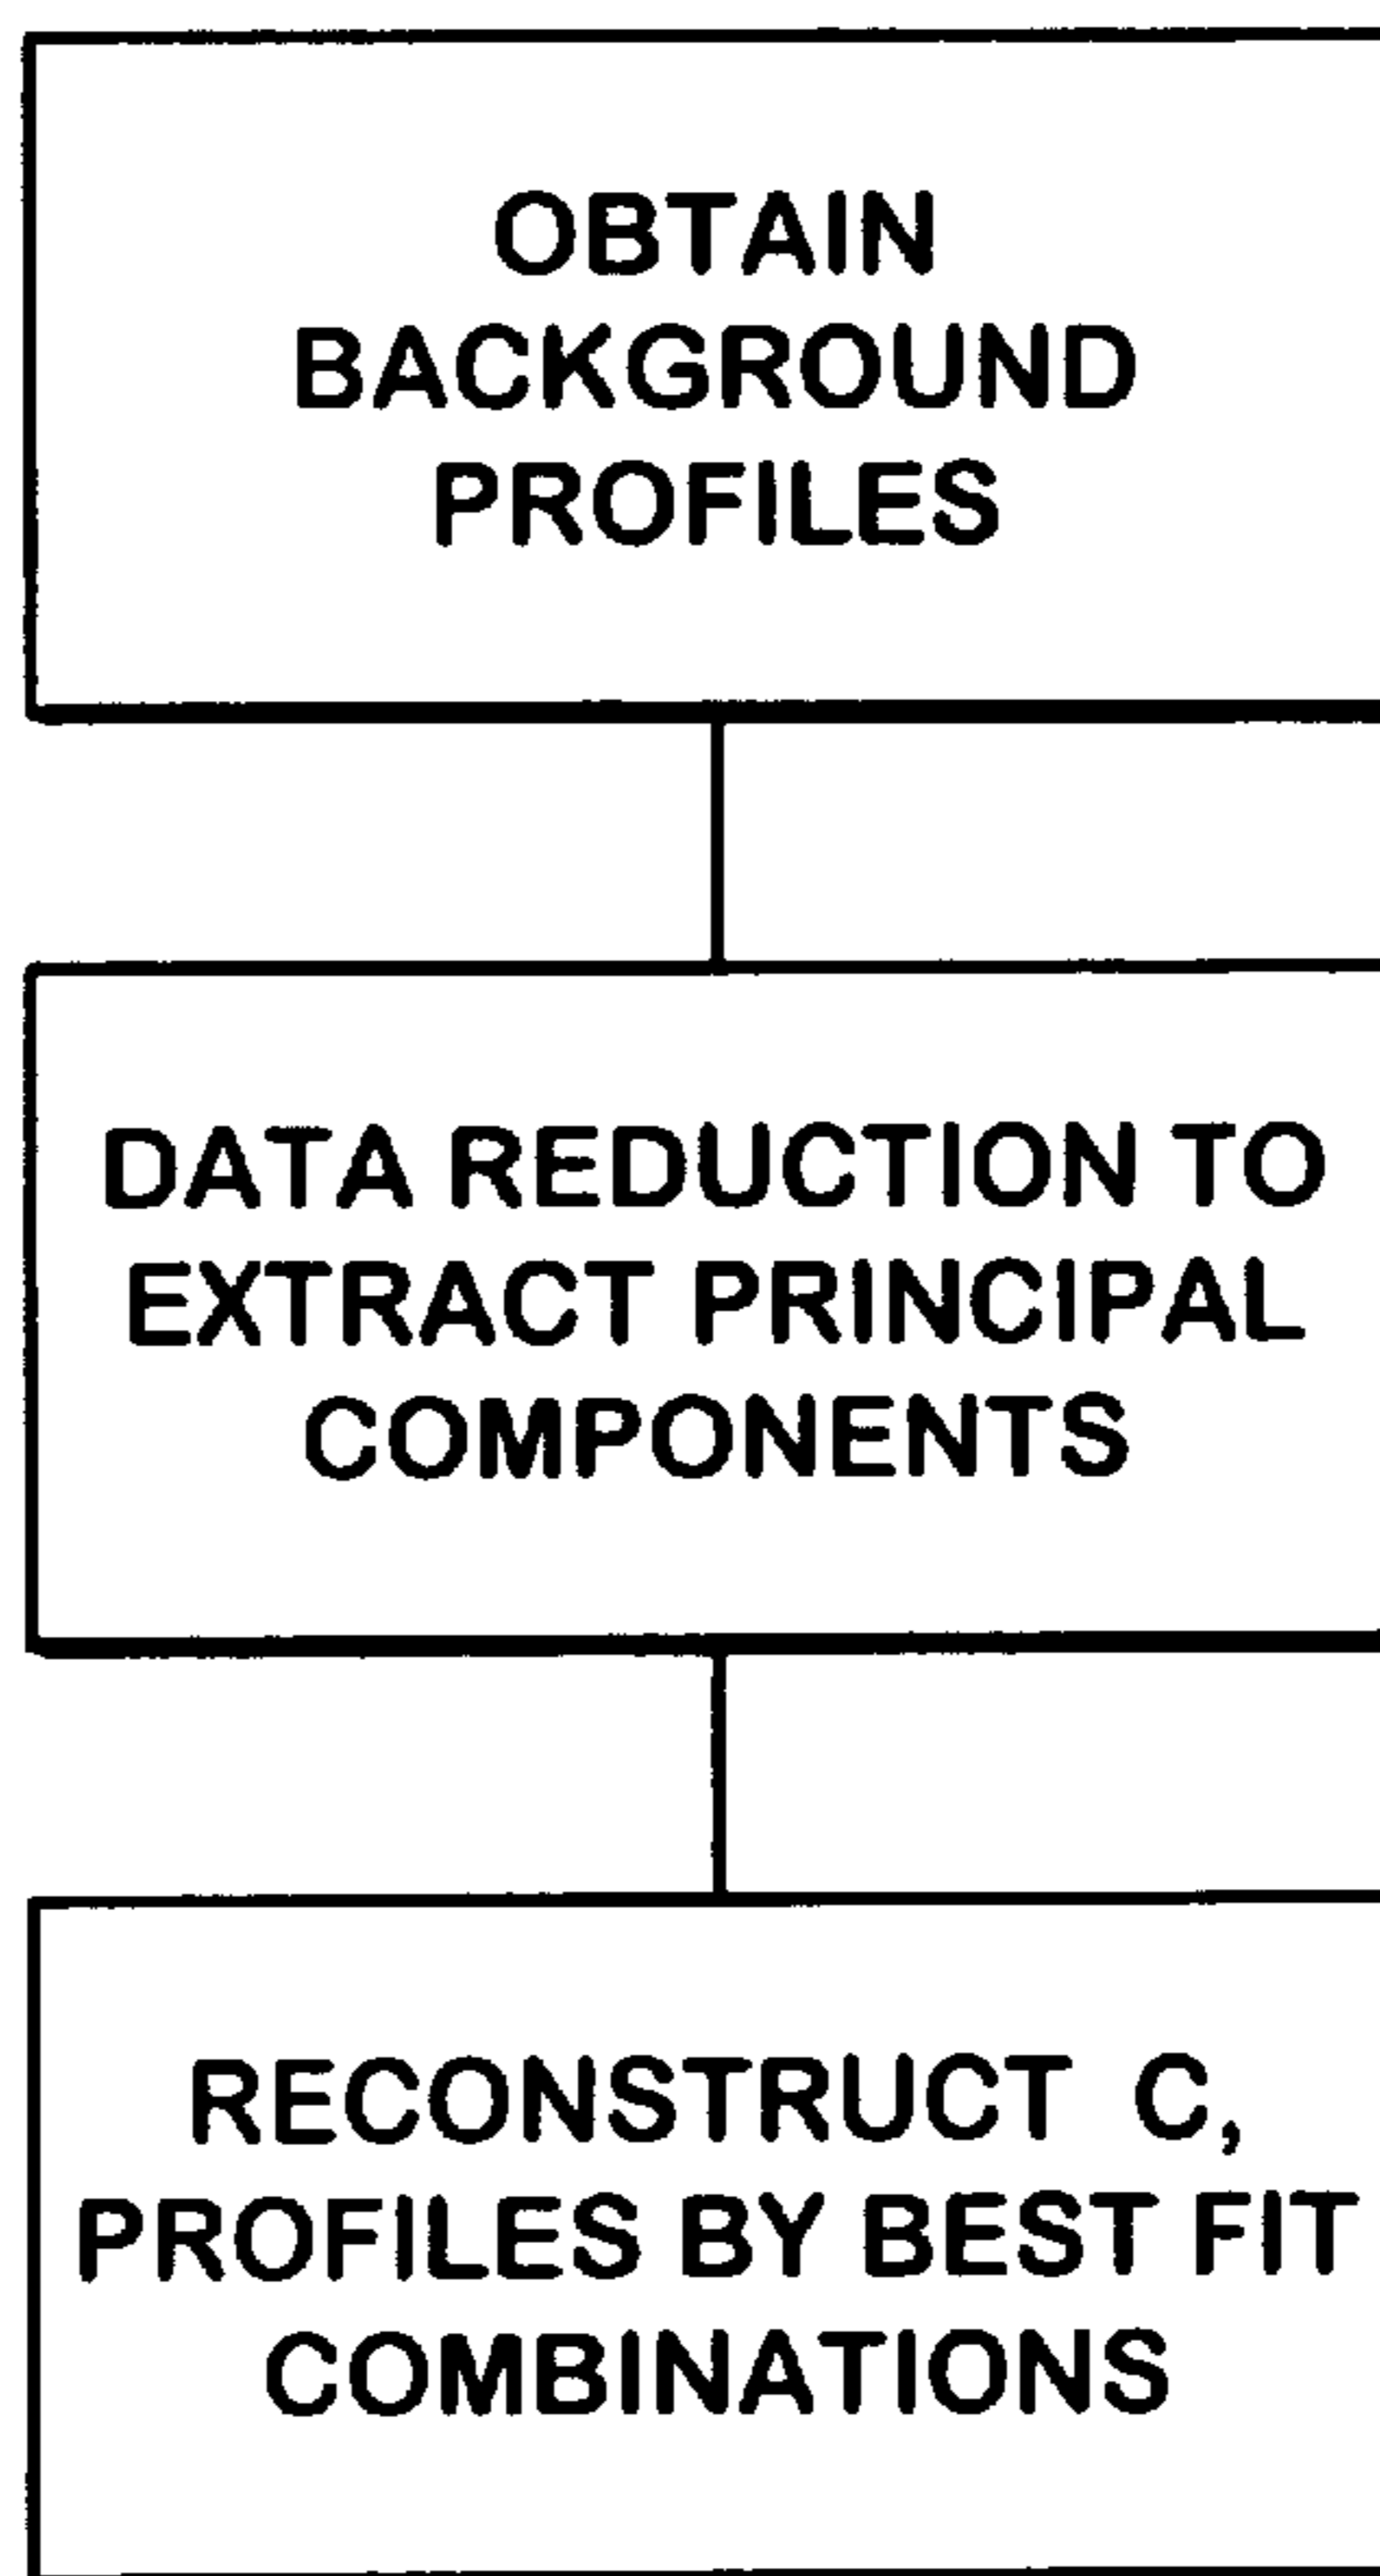 OBTAIN
BACKGROUND
PROFILES
DATA REDUCTION TO
EXTRACT PRINCIPAL
COMPONENTS
RECONSTRUCT C,
PROFILES BY BEST FIT
COMBINATIONS